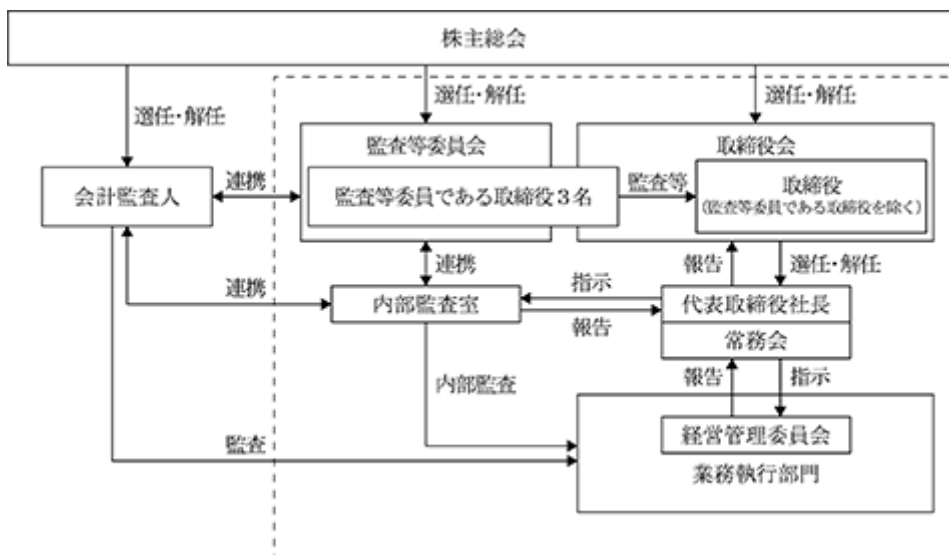 株主総会
選任・解任
選任・解任
選任・解任
監査等委員会
取締役会
会計監査人
連携
監査等委員である取締役3名
監査等
取締役
(監査等委員である取締役を除く)
連携
報告
選任・解任
連携
指示
内部監査室
代表取締役社長
報告
常務会
内部監査
報告
指示
経営管理委員会
監査
業務執行部門